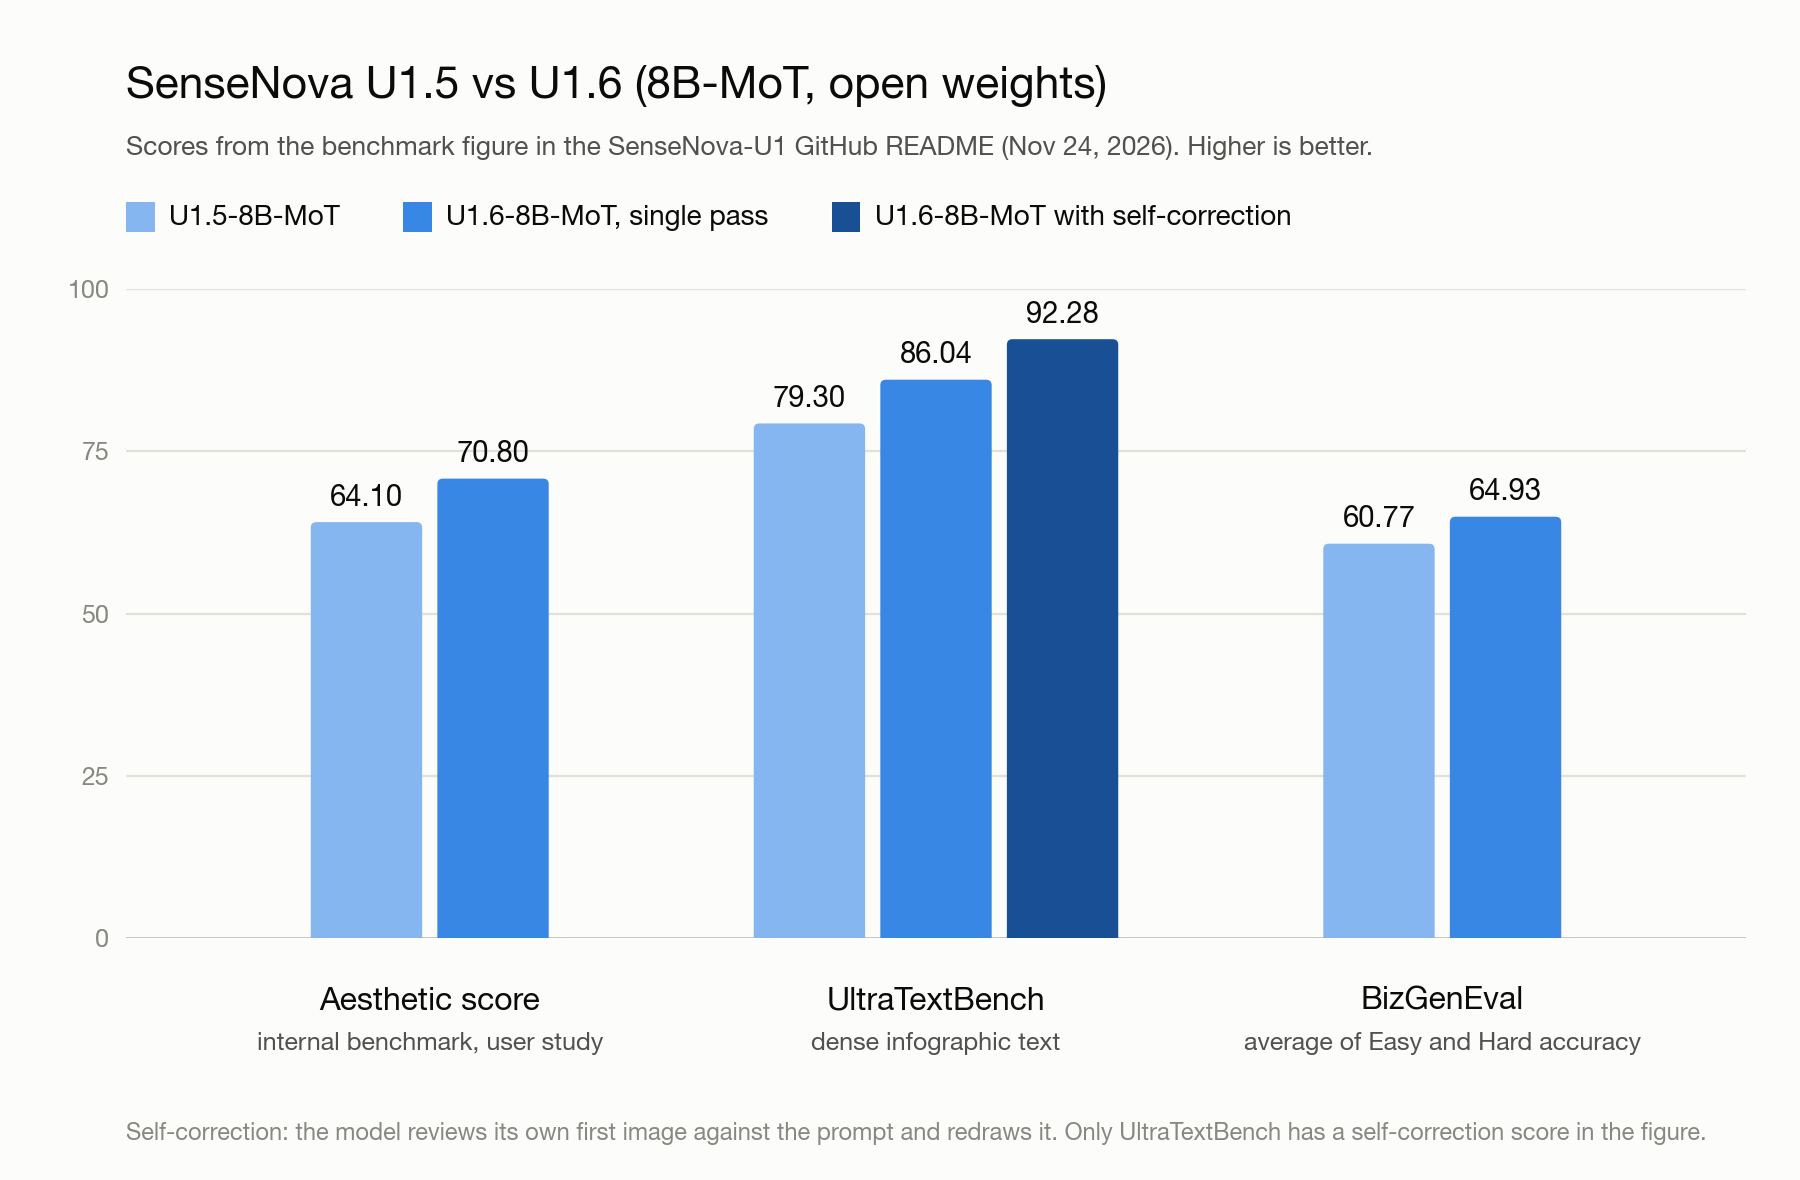 SenseNova U1.5 vs U1.6 (8B-MoT, open weights)
Scores from the benchmark figure in the SenseNova-U1 GitHub README (Nov 24, 2026). Higher is better.
U1.5-8B-MoT
U1.6-8B-MoT, single pass
U1.6-8B-MoT with self-correction
100
75
50
25
0
64.10
70.80
79.30
86.04
92.28
60.77
64.93
Aesthetic score
internal benchmark, user study
UltraTextBench
dense infographic text
BizGenEval
average of Easy and Hard accuracy
Self-correction: the model reviews its own first image against the prompt and redraws it. Only UltraTextBench has a self-correction score in the figure.